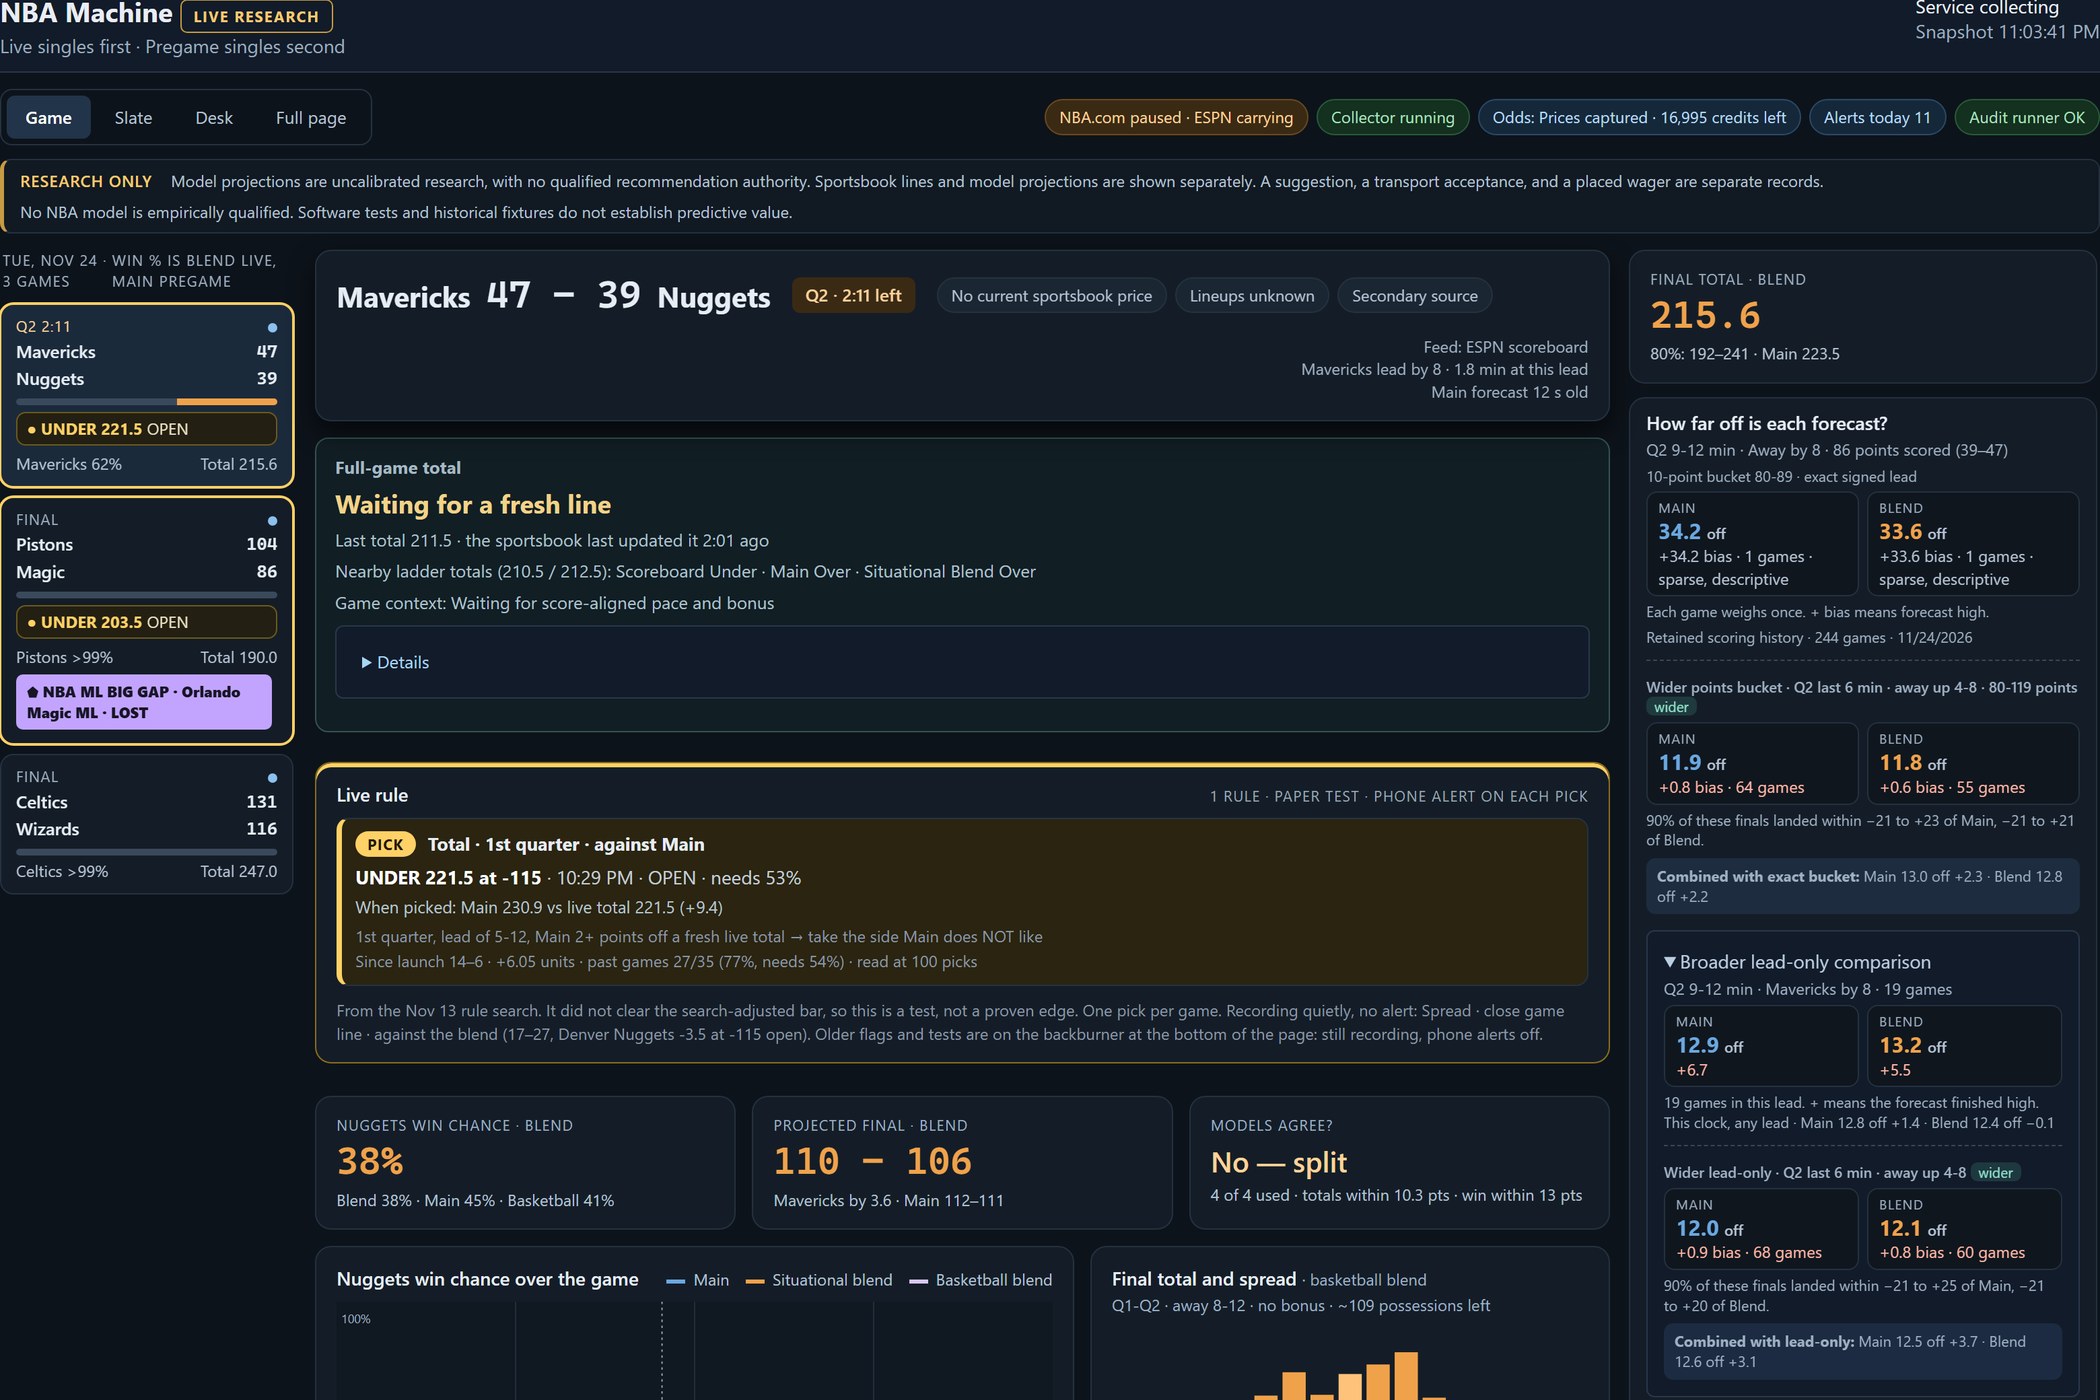 NBA Machine LIVE RESEARCH
Live singles first · Pregame singles second
Service collecting
Snapshot 11:03:41 PM
Game Slate Desk Full page
NBA.com paused · ESPN carrying
Collector running
Odds: Prices captured · 16,995 credits left
Alerts today 11
Audit runner OK
RESEARCH ONLY Model projections are uncalibrated research, with no qualified recommendation authority. Sportsbook lines and model projections are shown separately. A suggestion, a transport acceptance, and a placed wager are separate records.
No NBA model is empirically qualified. Software tests and historical fixtures do not establish predictive value.
TUE, NOV 24 · 3 GAMES
WIN % IS BLEND LIVE, MAIN PREGAME
Q2 2:11
Mavericks 47
Nuggets 39
● UNDER 221.5 OPEN
Mavericks 62% Total 215.6
FINAL
Pistons 104
Magic 86
● UNDER 203.5 OPEN
Pistons >99% Total 190.0
⬟ NBA ML BIG GAP · Orlando
Magic ML · LOST
FINAL
Celtics 131
Wizards 116
Celtics >99% Total 247.0
Mavericks 47 – 39 Nuggets
Q2 · 2:11 left
No current sportsbook price
Lineups unknown
Secondary source
Feed: ESPN scoreboard
Mavericks lead by 8 · 1.8 min at this lead
Main forecast 12 s old
Full-game total
Waiting for a fresh line
Last total 211.5 · the sportsbook last updated it 2:01 ago
Nearby ladder totals (210.5 / 212.5): Scoreboard Under · Main Over · Situational Blend Over
Game context: Waiting for score-aligned pace and bonus
▶ Details
Live rule
1 RULE · PAPER TEST · PHONE ALERT ON EACH PICK
PICK Total · 1st quarter · against Main
UNDER 221.5 at -115 · 10:29 PM · OPEN · needs 53%
When picked: Main 230.9 vs live total 221.5 (+9.4)
1st quarter, lead of 5-12, Main 2+ points off a fresh live total → take the side Main does NOT like
Since launch 14–6 · +6.05 units · past games 27/35 (77%, needs 54%) · read at 100 picks
From the Nov 13 rule search. It did not clear the search-adjusted bar, so this is a test, not a proven edge. One pick per game. Recording quietly, no alert: Spread · close game
line · against the blend (17–27, Denver Nuggets -3.5 at -115 open). Older flags and tests are on the backburner at the bottom of the page: still recording, phone alerts off.
NUGGETS WIN CHANCE · BLEND
38%
Blend 38% · Main 45% · Basketball 41%
PROJECTED FINAL · BLEND
110 – 106
Mavericks by 3.6 · Main 112–111
MODELS AGREE?
No — split
4 of 4 used · totals within 10.3 pts · win within 13 pts
Nuggets win chance over the game
Main Situational blend Basketball blend
100%
Final total and spread · basketball blend
Q1-Q2 · away 8-12 · no bonus · ~109 possessions left
FINAL TOTAL · BLEND
215.6
80%: 192–241 · Main 223.5
How far off is each forecast?
Q2 9-12 min · Away by 8 · 86 points scored (39–47)
10-point bucket 80-89 · exact signed lead
MAIN
34.2 off
+34.2 bias · 1 games ·
sparse, descriptive
BLEND
33.6 off
+33.6 bias · 1 games ·
sparse, descriptive
Each game weighs once. + bias means forecast high.
Retained scoring history · 244 games · 11/24/2026
Wider points bucket · Q2 last 6 min · away up 4-8 · 80-119 points
wider
MAIN
11.9 off
+0.8 bias · 64 games
BLEND
11.8 off
+0.6 bias · 55 games
90% of these finals landed within −21 to +23 of Main, −21 to +21
of Blend.
Combined with exact bucket: Main 13.0 off +2.3 · Blend 12.8
off +2.2
▼ Broader lead-only comparison
Q2 9-12 min · Mavericks by 8 · 19 games
MAIN
12.9 off
+6.7
BLEND
13.2 off
+5.5
19 games in this lead. + means the forecast finished high.
This clock, any lead · Main 12.8 off +1.4 · Blend 12.4 off −0.1
Wider lead-only · Q2 last 6 min · away up 4-8 wider
MAIN
12.0 off
+0.9 bias · 68 games
BLEND
12.1 off
+0.8 bias · 60 games
90% of these finals landed within −21 to +25 of Main, −21
to +20 of Blend.
Combined with lead-only: Main 12.5 off +3.7 · Blend
12.6 off +3.1